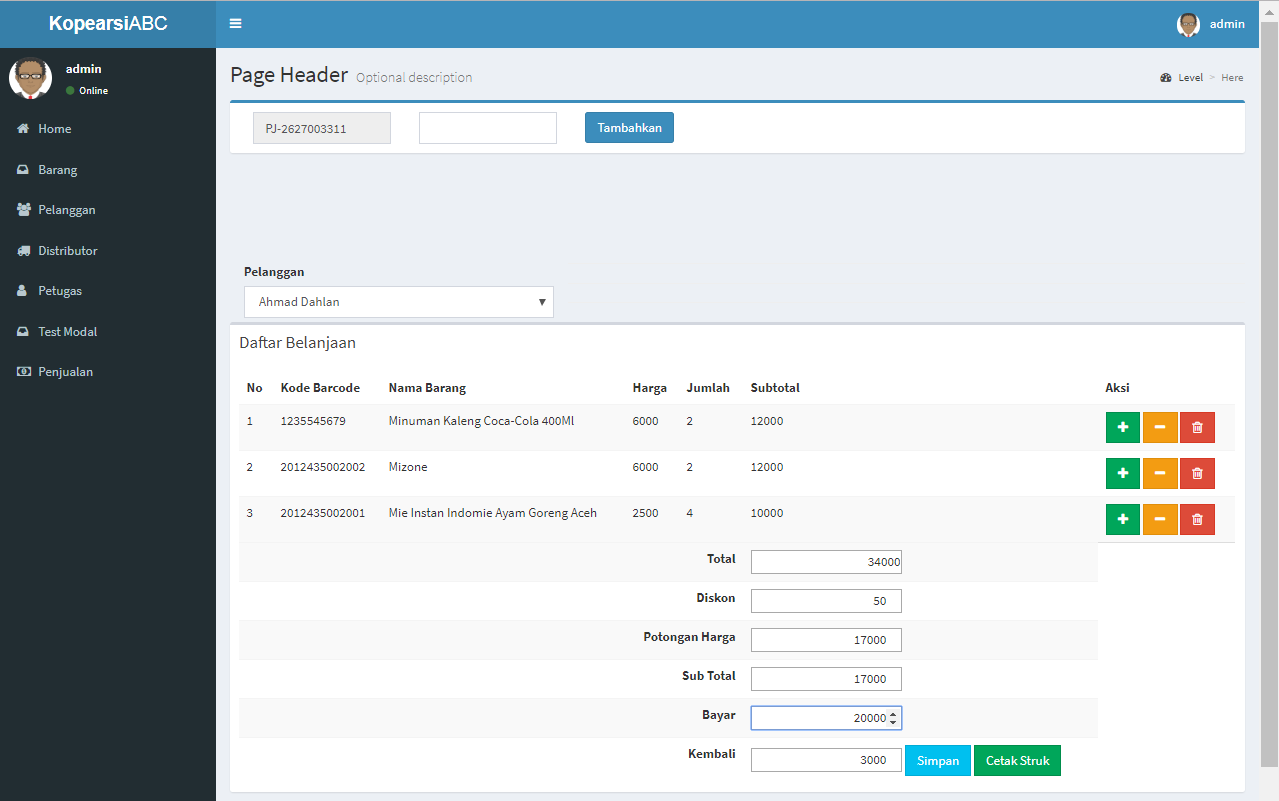 KopearsiABC
admin
admin
Online
Home
Barang
Pelanggan
Distributor
Petugas
Test Modal
Penjualan
Page Header Optional description
Level > Here
PJ-2627003311
Tambahkan
Pelanggan
Ahmad Dahlan
Daftar Belanjaan
No Kode Barcode Nama Barang Harga Jumlah Subtotal Aksi
1 1235545679 Minuman Kaleng Coca-Cola 400Ml 6000 2 12000
2 2012435002002 Mizone 6000 2 12000
3 2012435002001 Mie Instan Indomie Ayam Goreng Aceh 2500 4 10000
Total 34000
Diskon 50
Potongan Harga 17000
Sub Total 17000
Bayar 20000
Kembali 3000 Simpan Cetak Struk